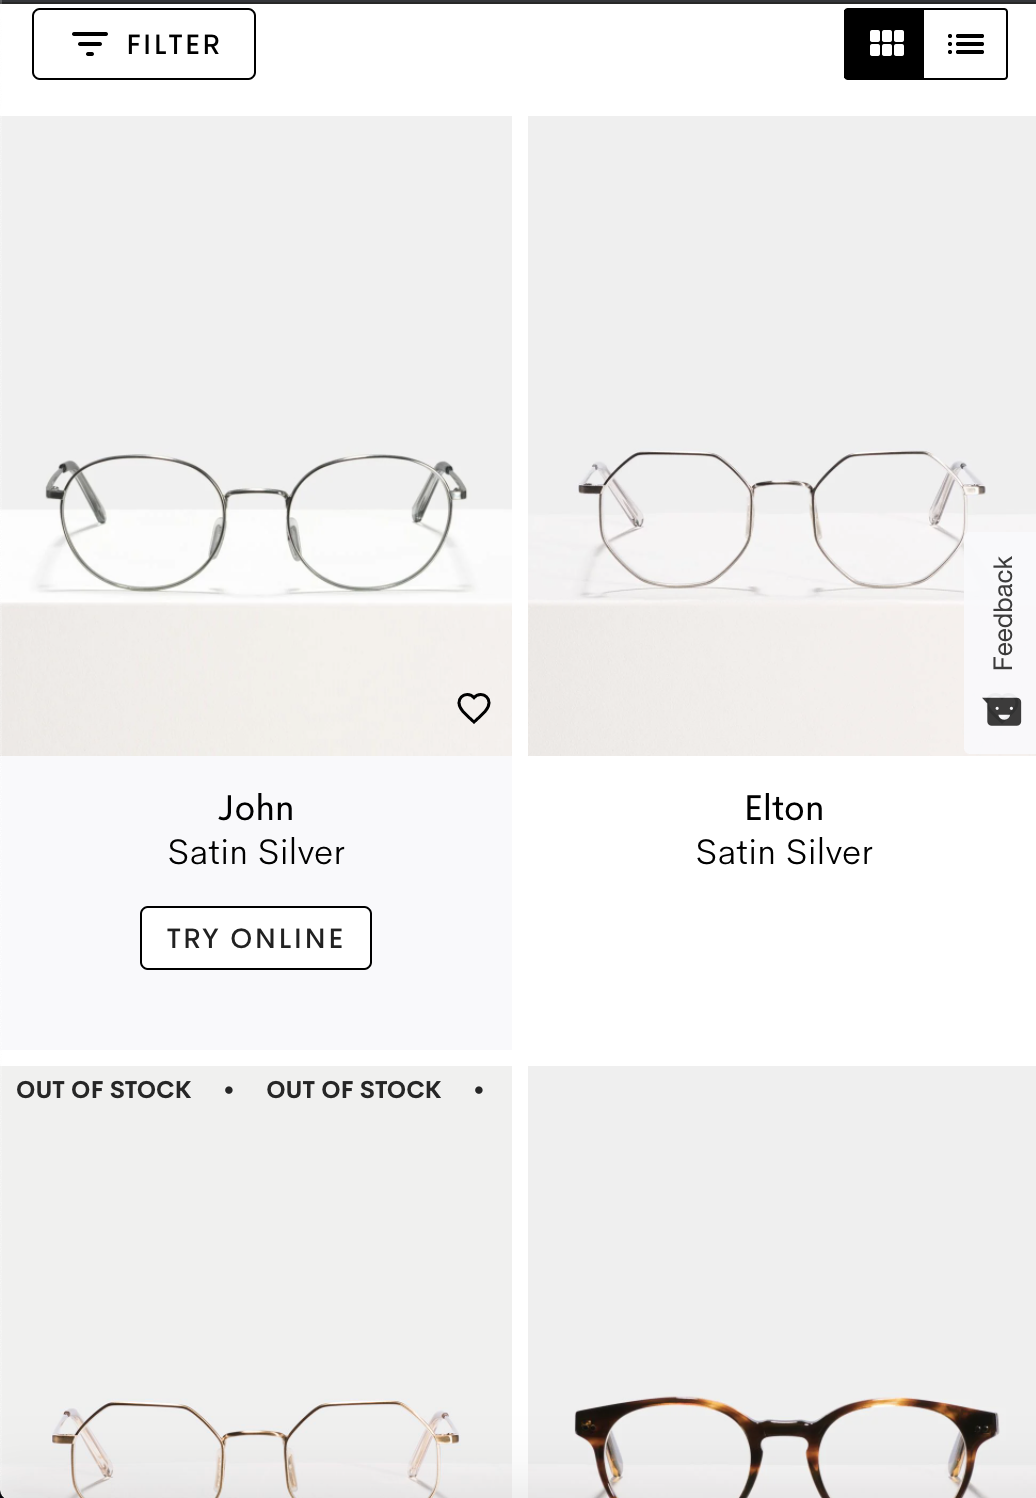 FILTER
Feedback
John
Satin Silver
TRY ONLINE
Elton
Satin Silver
OUT OF STOCK • OUT OF STOCK •